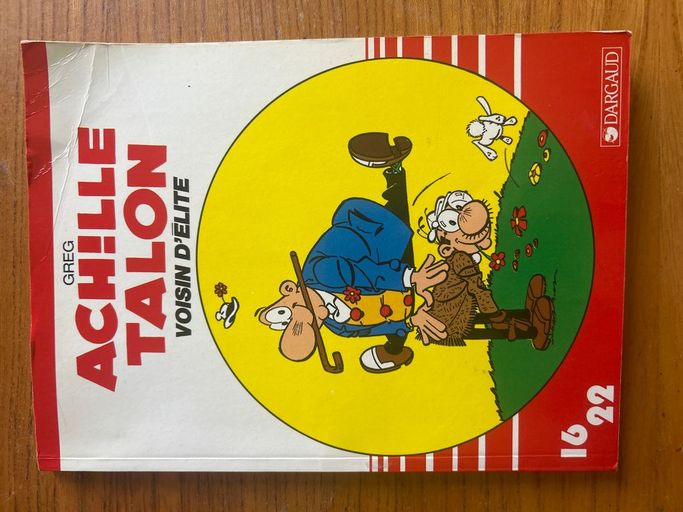 GREG
ACHILLE
TALON
VOISIN D'ÉLITE
16
22
DARGAUD